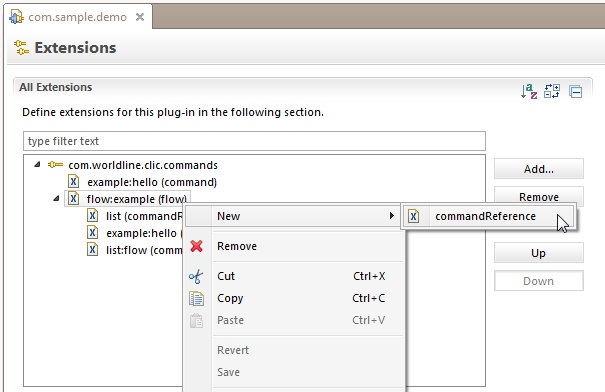 com.sample.demo
Extensions
All Extensions
Define extensions for this plug-in in the following section.
type filter text
com.worldline.clic.commands
example:hello (command)
flow:example (flow)
list (commandR
example:hello (
list:flow (comm
New
commandReference
Remove
Cut Ctrl+X
Copy Ctrl+C
Paste Ctrl+V
Revert
Save
Add...
Remove
Up
Down